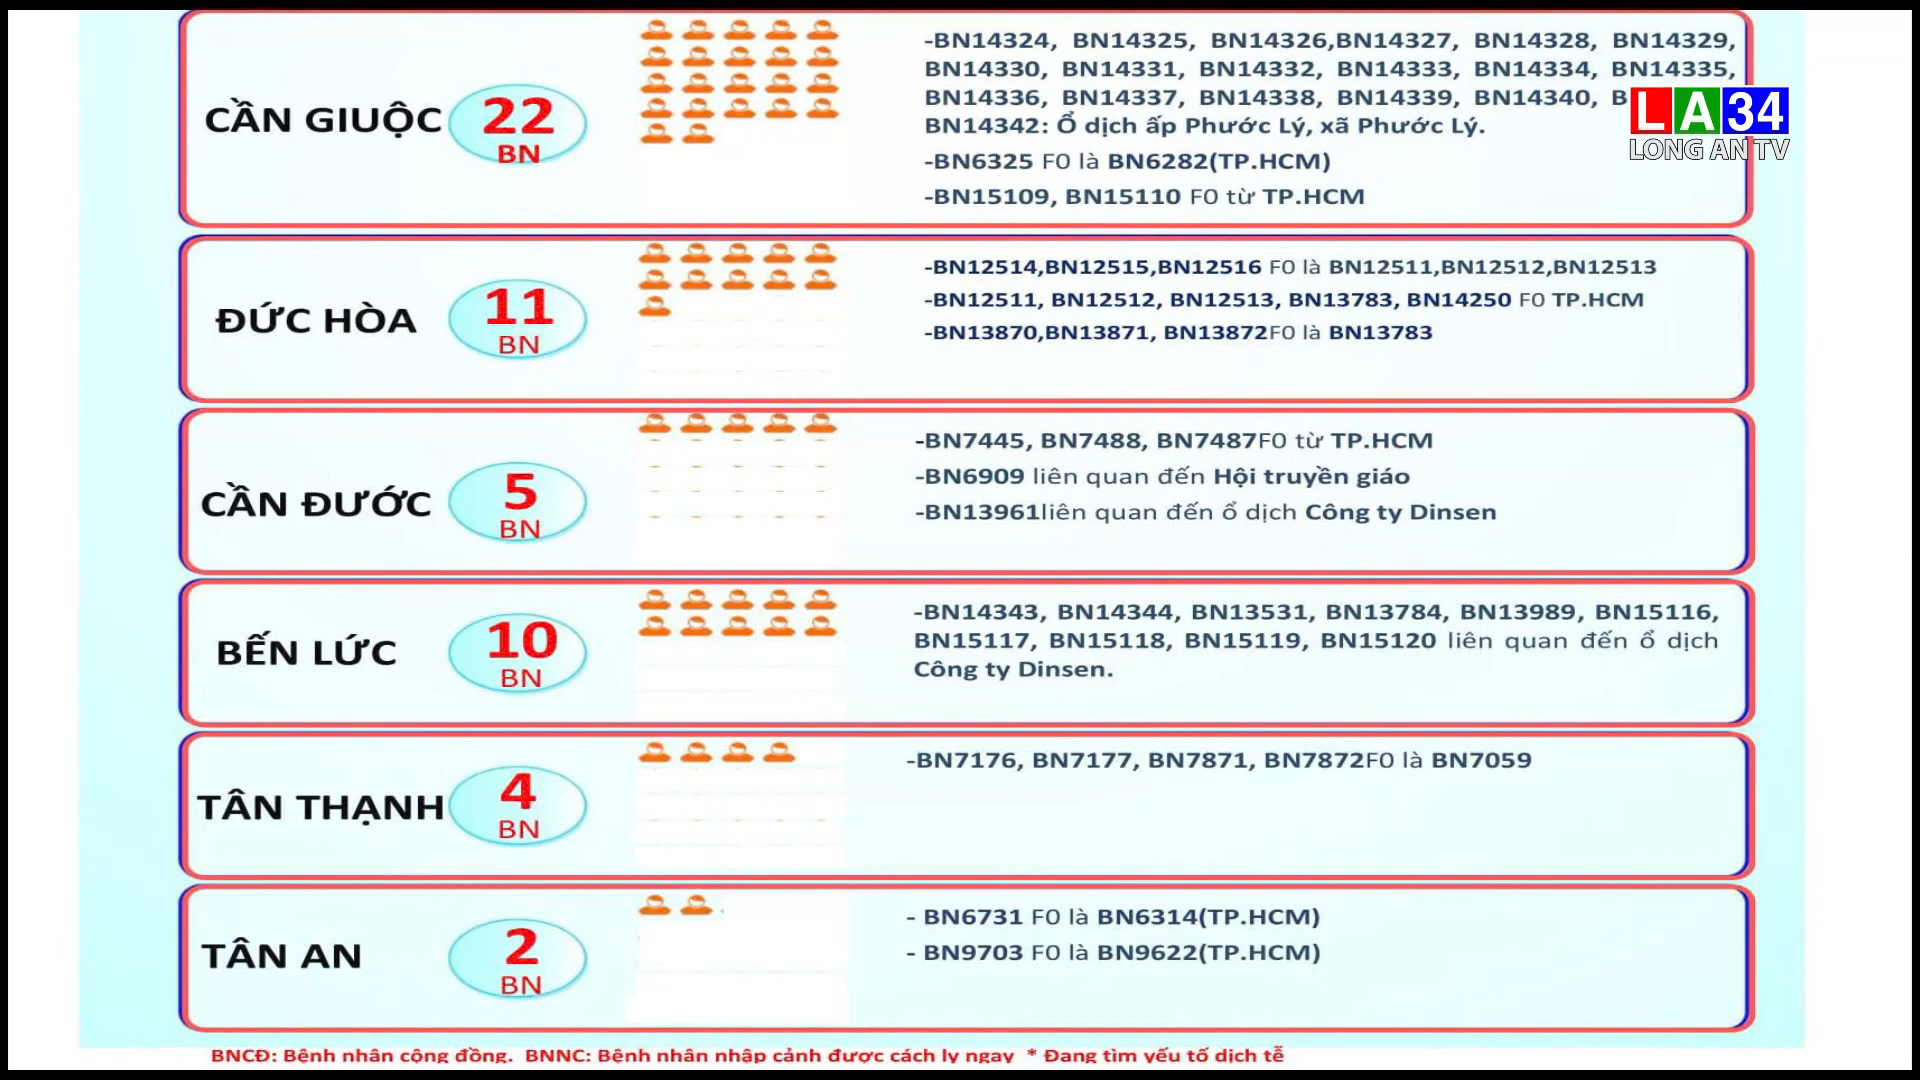 CẦN GIUỘC
22
BN
-BN14324, BN14325, BN14326,BN14327, BN14328, BN14329,
BN14330, BN14331, BN14332, BN14333, BN14334, BN14335,
BN14336, BN14337, BN14338, BN14339, BN14340,
BN14342: Ổ dịch ấp Phước Lý, xã Phước Lý.
-BN6325 F0 là BN6282(TP.HCM)
-BN15109, BN15110 F0 từ TP.HCM
LA34
LONG AN TV
ĐỨC HÒA
11
BN
-BN12514,BN12515,BN12516 F0 là BN12511,BN12512,BN12513
-BN12511, BN12512, BN12513, BN13783, BN14250 F0 TP.HCM
-BN13870,BN13871, BN13872F0 là BN13783
CẦN ĐƯỚC
5
BN
-BN7445, BN7488, BN7487F0 từ TP.HCM
-BN6909 liên quan đến Hội truyền giáo
-BN13961liên quan đến ổ dịch Công ty Dinsen
BẾN LỨC
10
BN
-BN14343, BN14344, BN13531, BN13784, BN13989, BN15116,
BN15117, BN15118, BN15119, BN15120 liên quan đến ổ dịch
Công ty Dinsen.
TÂN THẠNH
4
BN
-BN7176, BN7177, BN7871, BN7872F0 là BN7059
TÂN AN
2
BN
- BN6731 F0 là BN6314(TP.HCM)
- BN9703 F0 là BN9622(TP.HCM)
BNCĐ: Bệnh nhân cộng đồng. BNNC: Bệnh nhân nhập cảnh được cách ly ngay * Đang tìm yếu tố dịch tễ